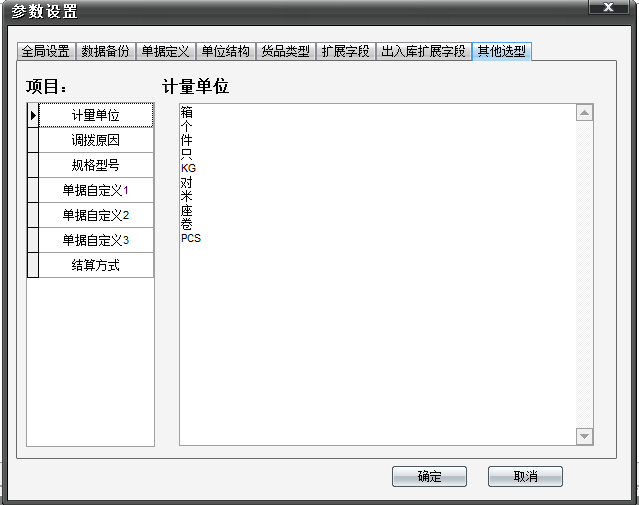 参数设置
X
全局设置 数据备份 单据定义 单位结构 货品类型 扩展字段 出入库扩展字段 其他选型
项目：
计量单位
调拨原因
规格型号
单据自定义1
单据自定义2
单据自定义3
结算方式
计量单位
箱
个
件
只
KG
对
米
座
卷
PCS
确定 取消